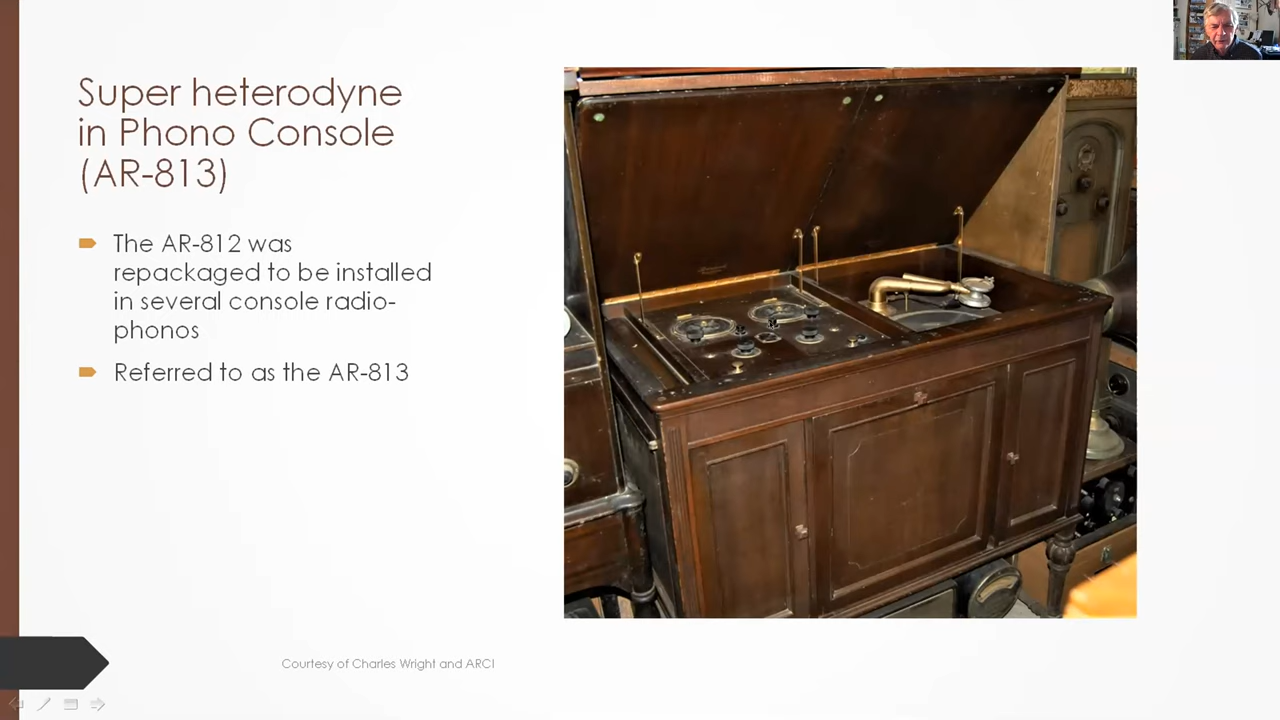 Super heterodyne
in Phono Console
(AR-813)
The AR-812 was
repackaged to be installed
in several console radio-
phonos
Referred to as the AR-813
Courtesy of Charles Wright and ARCI